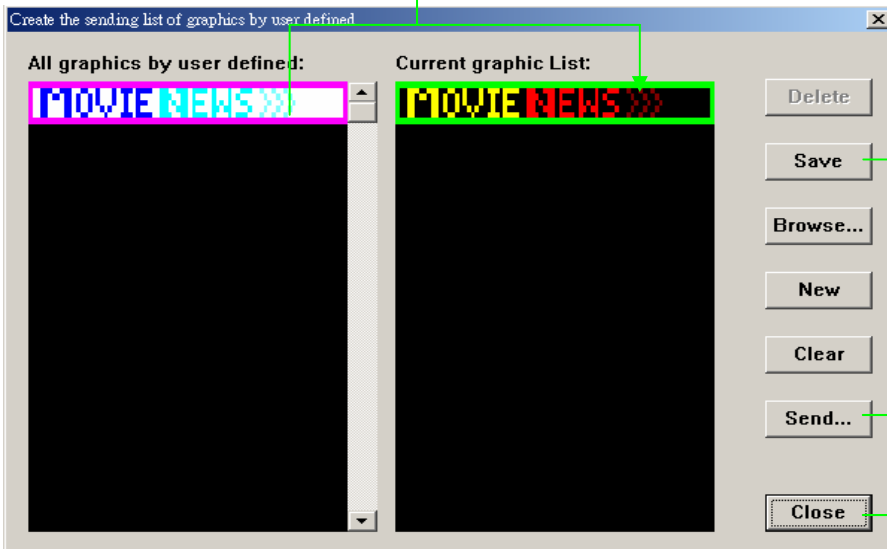 Create the sending list of graphics by user defined
All graphics by user defined:
Current graphic List:
MOVIE NEWS>>>
MOVIE NEWS>>>
Delete
Save
Browse...
New
Clear
Send...
Close